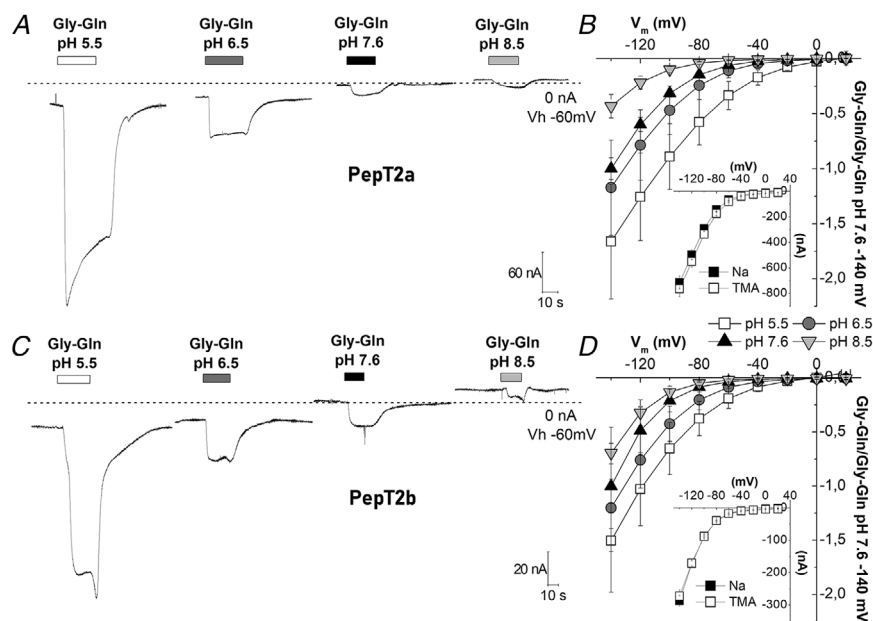 A
Gly-Gln
pH 5.5
Gly-Gln
pH 6.5
Gly-Gln
pH 7.6
Gly-Gln
pH 8.5
0 nA
Vh -60mV
PepT2a
60 nA
10 s
B
Vm (mV)
-120 -80 -40 0
0,0
-0,5
-1,0
-1,5
-2,0
Gly-Gln/Gly-Gln pH 7.6 -140 mV
(mV)
-120 -80 -40 0 40
0
-200
-400
-600
-800
(nA)
Na
TMA
pH 5.5 pH 6.5
pH 7.6 pH 8.5
C
Gly-Gln
pH 5.5
Gly-Gln
pH 6.5
Gly-Gln
pH 7.6
Gly-Gln
pH 8.5
0 nA
Vh -60mV
PepT2b
20 nA
10 s
D
Vm (mV)
-120 -80 -40 0
-0,5
-1,0
-1,5
-2,0
Gly-Gln/Gly-Gln pH 7.6 -140 mV
(mV)
-120 -80 -40 0 40
-100
-200
-300
(nA)
Na
TMA